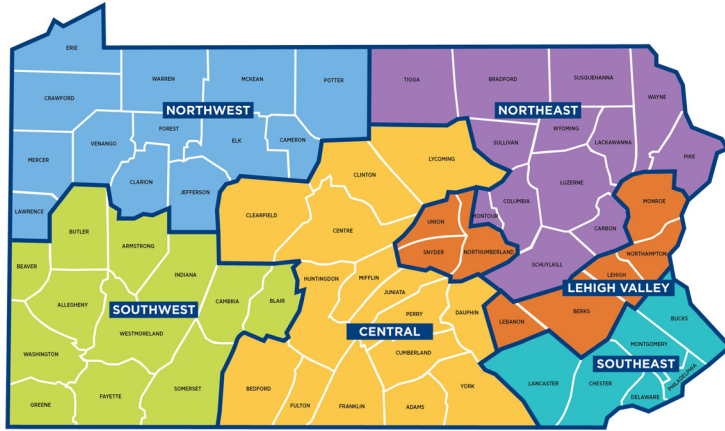 ERIE
WARREN
MCKEAN
POTTER
CRAWFORD
NORTHWEST
FOREST
VENANGO
ELK
CAMERON
MERCER
CLARION
JEFFERSON
LAWRENCE
TIOGA
BRADFORD
SUSQUEHANNA
WAYNE
NORTHEAST
WYOMING
SULLIVAN
LACKAWANNA
PIKE
LUZERNE
COLUMBIA
MONTOUR
CARBON
SCHUYLKILL
LYCOMING
CLINTON
CLEARFIELD
CENTRE
UNION
SNYDER
NORTHUMBERLAND
MONROE
NORTHAMPTON
LEHIGH
LEHIGH VALLEY
BERKS
LEBANON
BUTLER
ARMSTRONG
BEAVER
INDIANA
ALLEGHENY
SOUTHWEST
CAMBRIA
BLAIR
WESTMORELAND
WASHINGTON
SOMERSET
FAYETTE
GREENE
HUNTINGDON
MIFFLIN
JUNIATA
PERRY
DAUPHIN
CENTRAL
CUMBERLAND
BEDFORD
FULTON
FRANKLIN
ADAMS
YORK
BUCKS
MONTGOMERY
SOUTHEAST
LANCASTER
CHESTER
DELAWARE
PHILADELPHIA